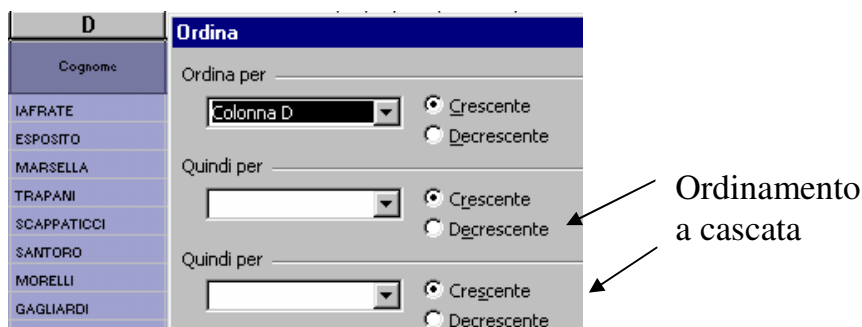 D
Cognome
IAFRATE
ESPOSITO
MARSELLA
TRAPANI
SCAPPATICCI
SANTORO
MORELLI
GAGLIARDI
Ordina
Ordina per
Colonna D
Crescente
Decrescente
Quindi per
Crescente
Decrescente
Quindi per
Crescente
Decrescente
Ordinamento
a cascata